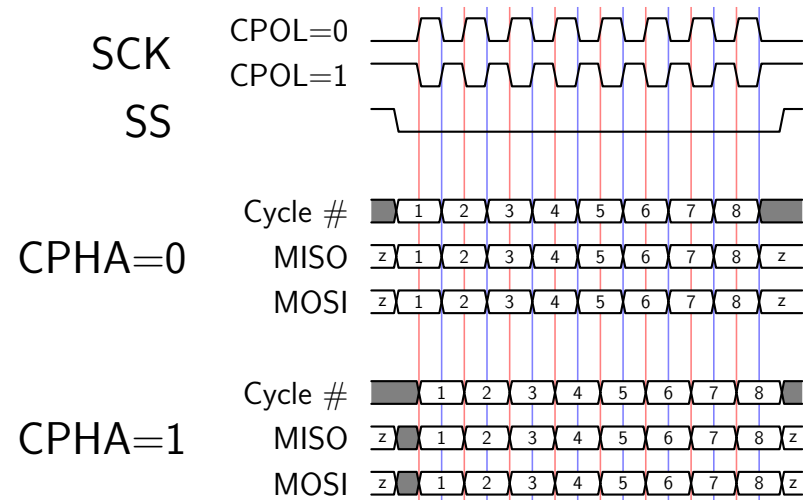 SCK CPOL=0
CPOL=1
SS
Cycle # 1 2 3 4 5 6 7 8
CPHA=0 MISO z 1 2 3 4 5 6 7 8 z
MOSI z 1 2 3 4 5 6 7 8 z
Cycle # 1 2 3 4 5 6 7 8
CPHA=1 MISO z 1 2 3 4 5 6 7 8 z
MOSI z 1 2 3 4 5 6 7 8 z